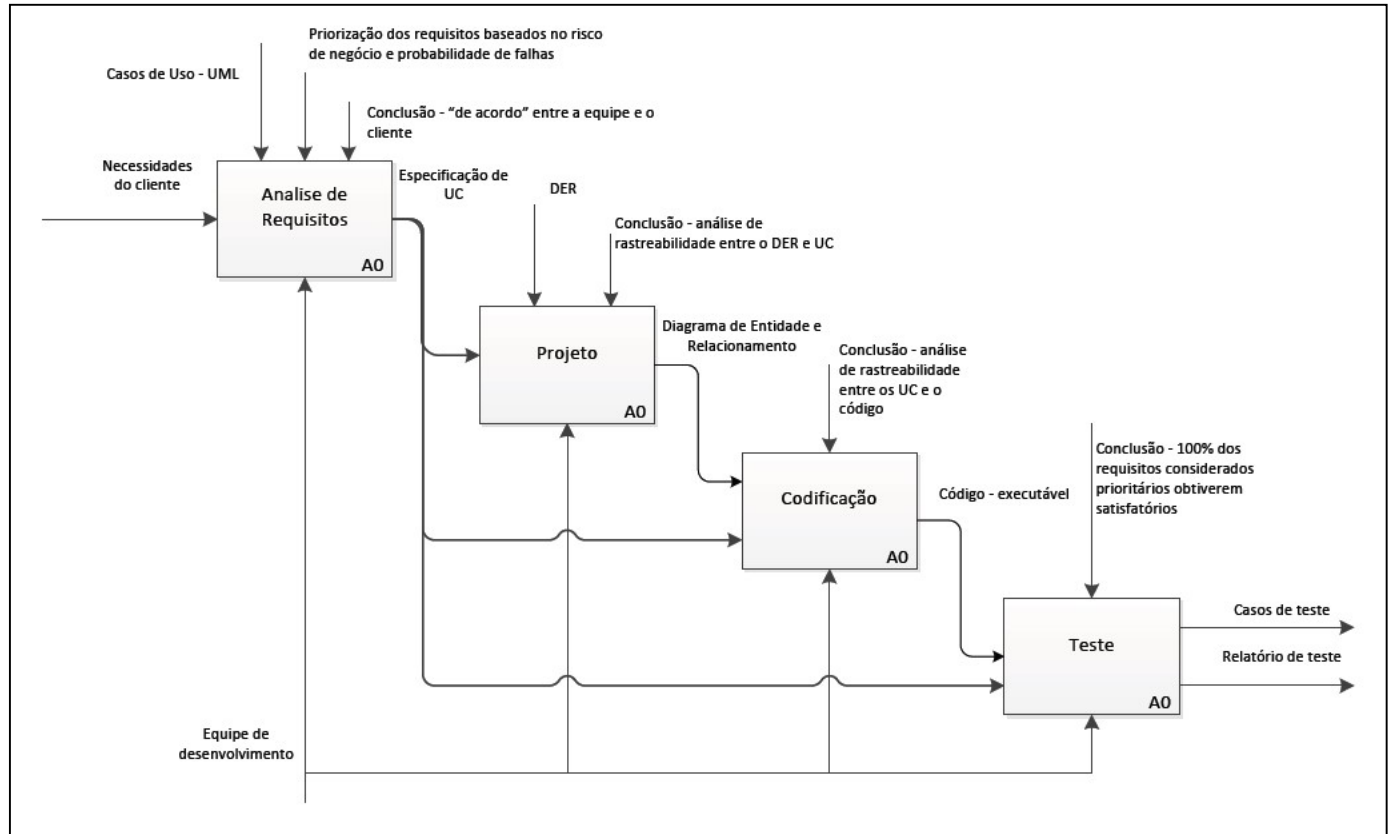 Priorização dos requisitos baseados no risco
de negócio e probabilidade de falhas
Casos de Uso - UML
Conclusão - “de acordo” entre a equipe e o
cliente
Necessidades
do cliente
Analise de
Requisitos
A0
Especificação de
UC
DER
Conclusão - análise de
rastreabilidade entre o DER e UC
Projeto
A0
Diagrama de Entidade e
Relacionamento
Conclusão - análise
de rastreabilidade
entre os UC e o
código
Codificação
A0
Código - executável
Conclusão - 100% dos
requisitos considerados
prioritários obtiverem
satisfatórios
Teste
A0
Casos de teste
Relatório de teste
Equipe de
desenvolvimento